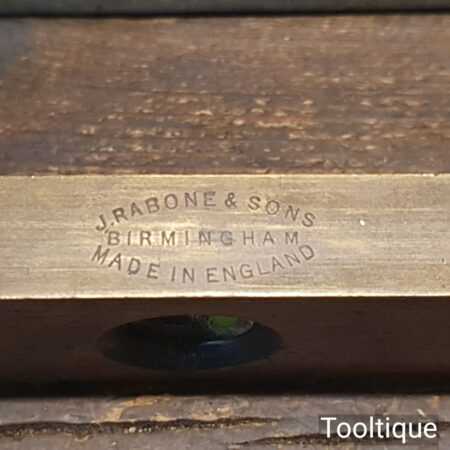 J. RABONE & SONS
BIRMINGHAM
MADE IN ENGLAND
Tooltique